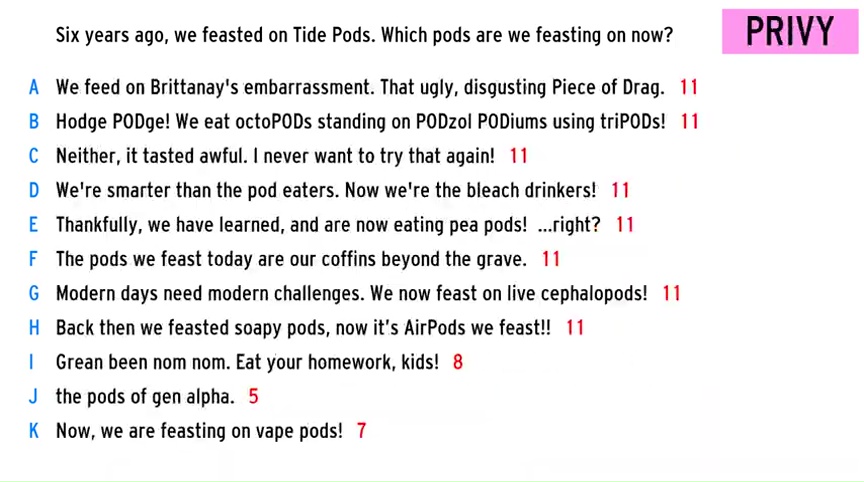 Six years ago, we feasted on Tide Pods. Which pods are we feasting on now?
PRIVY
A We feed on Brittanay's embarrassment. That ugly, disgusting Piece of Drag. 11
B Hodge PODge! We eat octoPODs standing on PODzol PODiums using triPODs! 11
C Neither, it tasted awful. I never want to try that again! 11
D We're smarter than the pod eaters. Now we're the bleach drinkers! 11
E Thankfully, we have learned, and are now eating pea pods! ...right? 11
F The pods we feast today are our coffins beyond the grave. 11
G Modern days need modern challenges. We now feast on live cephalopods! 11
H Back then we feasted soapy pods, now it's AirPods we feast!! 11
I Grean been nom nom. Eat your homework, kids! 8
J the pods of gen alpha. 5
K Now, we are feasting on vape pods! 7